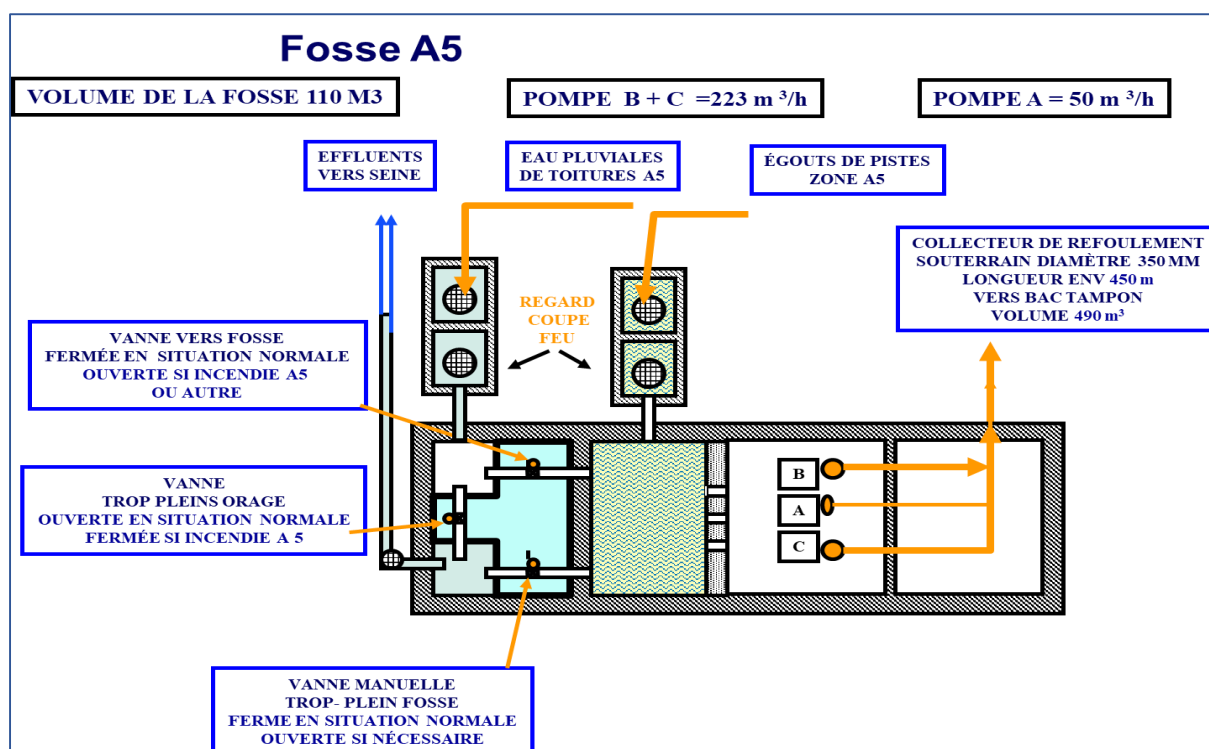 Fosse A5
VOLUME DE LA FOSSE 110 M3
POMPE B + C =223 m ³/h
POMPE A = 50 m ³/h
EFFLUENTS
VERS SEINE
EAU PLUVIALES
DE TOITURES A5
ÉGOUTS DE PISTES
ZONE A5
COLLECTEUR DE REFOULEMENT
SOUTERRAIN DIAMÈTRE 350 MM
LONGUEUR ENV 450 m
VERS BAC TAMPON
VOLUME 490 m³
REGARD
COUPE
FEU
VANNE VERS FOSSE
FERMÉE EN SITUATION NORMALE
OUVERTE SI INCENDIE A5
OU AUTRE
VANNE
TROP PLEINS ORAGE
OUVERTE EN SITUATION NORMALE
FERMÉE SI INCENDIE A 5
B
A
C
VANNE MANUELLE
TROP- PLEIN FOSSE
FERME EN SITUATION NORMALE
OUVERTE SI NÉCESSAIRE